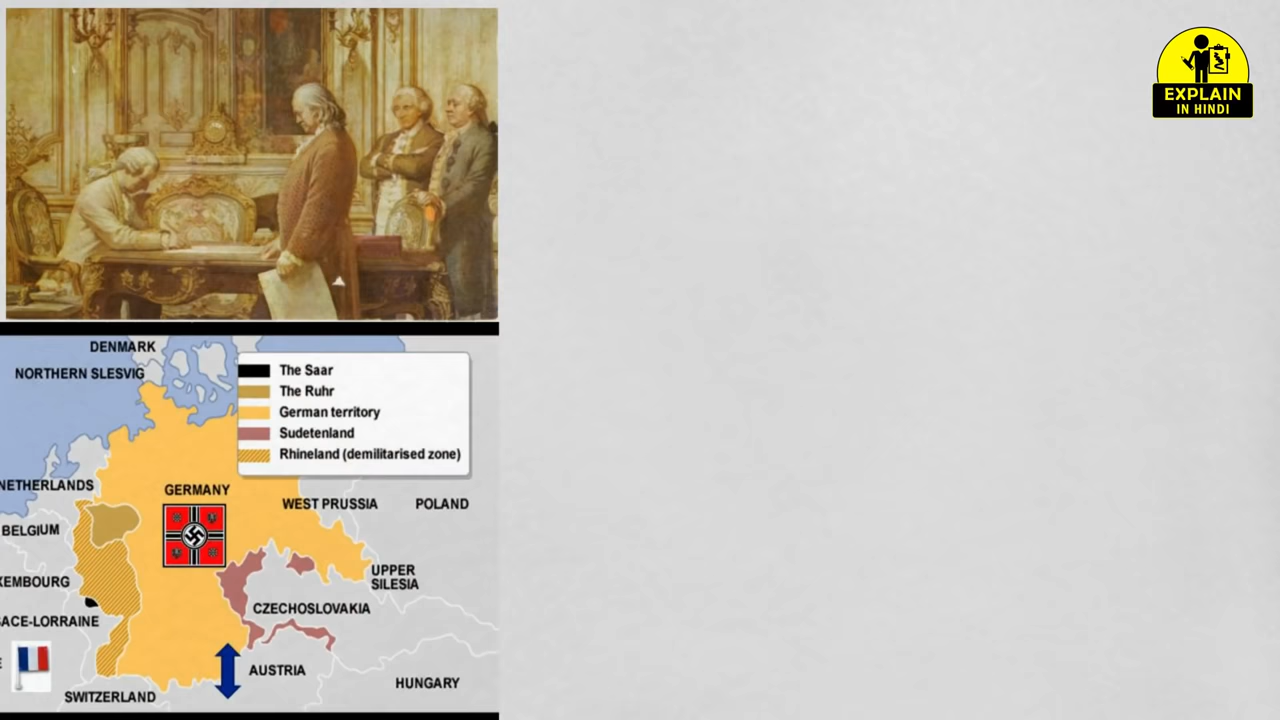 EXPLAIN
IN HINDI
DENMARK
NORTHERN SLESVIG
The Saar
The Ruhr
German territory
Sudetenland
Rhineland (demilitarised zone)
NETHERLANDS
GERMANY
WEST PRUSSIA
POLAND
BELGIUM
XEMBOURG
UPPER
SILESIA
CZECHOSLOVAKIA
SACE-LORRAINE
E
AUSTRIA
HUNGARY
SWITZERLAND